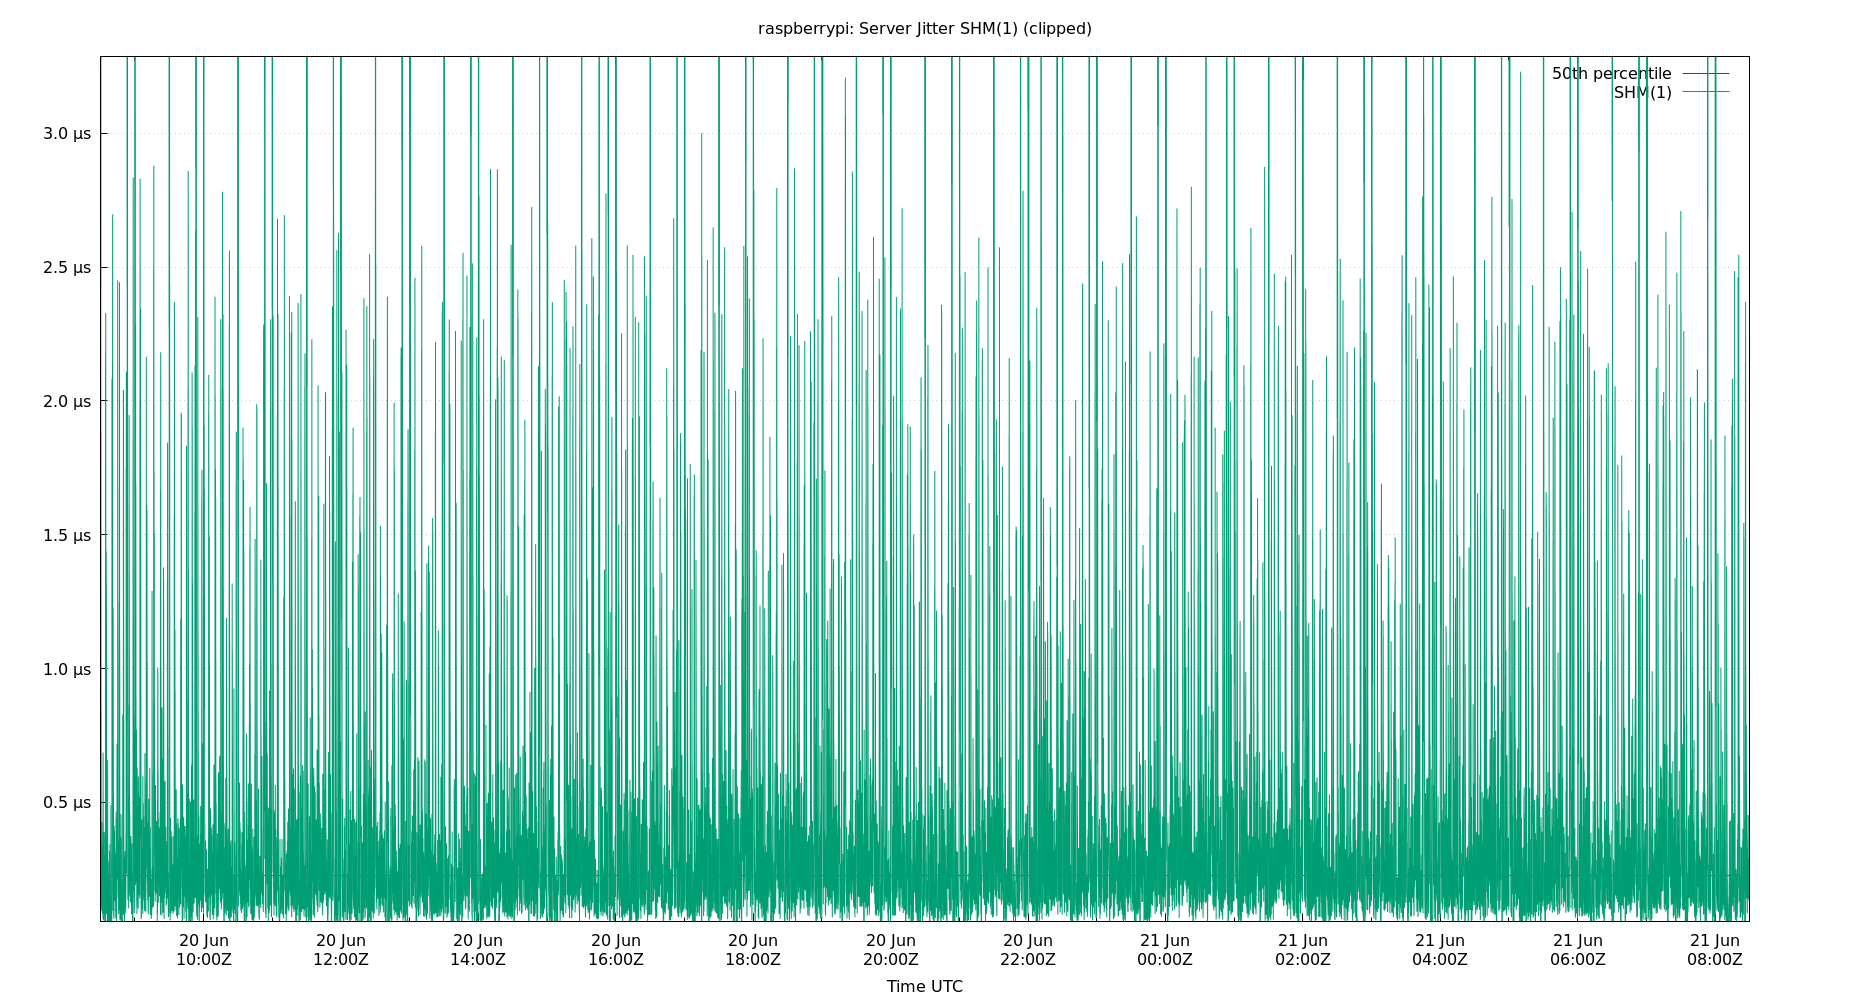 raspberrypi: Server Jitter SHM(1) (clipped)
50th percentile
SHM(1)
3.0 µs
2.5 µs
2.0 µs
1.5 µs
1.0 µs
0.5 µs
20 Jun 20 Jun 20 Jun 20 Jun 20 Jun 20 Jun 20 Jun 21 Jun 21 Jun 21 Jun 21 Jun 21 Jun
10:00Z 12:00Z 14:00Z 16:00Z 18:00Z 20:00Z 22:00Z 00:00Z 02:00Z 04:00Z 06:00Z 08:00Z
Time UTC